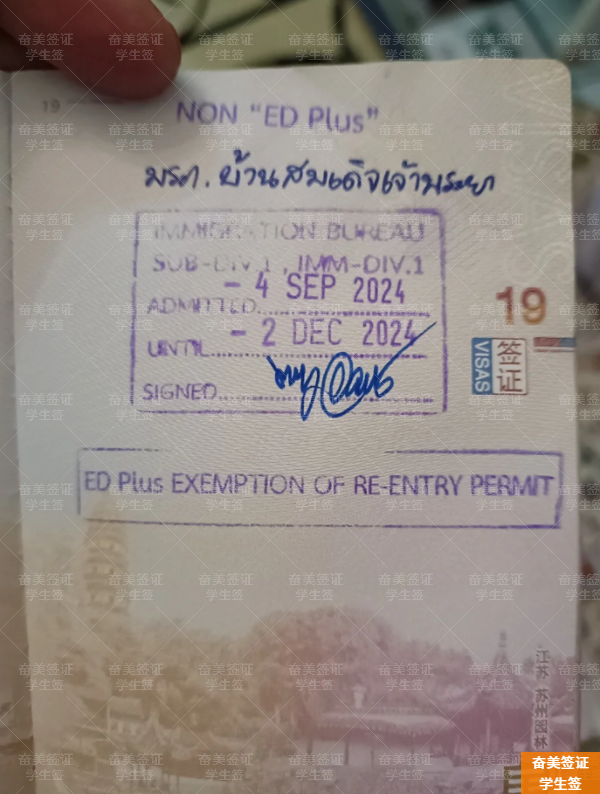 19
NON "ED Plus"
มรภ. บ้านสมเด็จเจ้าพระยา
IMMIGRATION BUREAU
SUB-DIV.1, IMM-DIV.1
ADMITTED - 4 SEP 2024
UNTIL - 2 DEC 2024
SIGNED
19
VISAS
签证
ED Plus EXEMPTION OF RE-ENTRY PERMIT
江苏 苏州园林
奋美签证
学生签